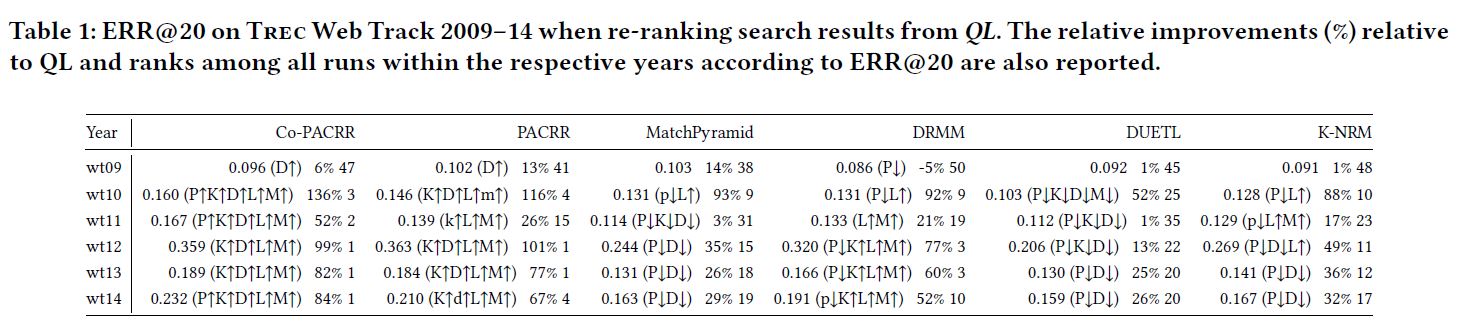 Table 1: ERR@20 on TREC Web Track 2009–14 when re-ranking search results from QL. The relative improvements (%) relative
to QL and ranks among all runs within the respective years according to ERR@20 are also reported.
Year Co-PACRR PACRR MatchPyramid DRMM DUETL K-NRM
wt09 0.096 (D↑) 6% 47 0.102 (D↑) 13% 41 0.103 14% 38 0.086 (P↓) -5% 50 0.092 1% 45 0.091 1% 48
wt10 0.160 (P↑K↑D↑L↑M↑) 136% 3 0.146 (K↑D↑L↑m↑) 116% 4 0.131 (p↓L↑) 93% 9 0.131 (P↓L↑) 92% 9 0.103 (P↓K↓D↓M↓) 52% 25 0.128 (P↓L↑) 88% 10
wt11 0.167 (P↑K↑D↑L↑M↑) 52% 2 0.139 (k↑L↑M↑) 26% 15 0.114 (P↓K↓D↓) 3% 31 0.133 (L↑M↑) 21% 19 0.112 (P↓K↓D↓) 1% 35 0.129 (p↓L↑M↑) 17% 23
wt12 0.359 (K↑D↑L↑M↑) 99% 1 0.363 (K↑D↑L↑M↑) 101% 1 0.244 (P↓D↓) 35% 15 0.320 (P↓K↑L↑M↑) 77% 3 0.206 (P↓K↓D↓) 13% 22 0.269 (P↓D↓L↑) 49% 11
wt13 0.189 (K↑D↑L↑M↑) 82% 1 0.184 (K↑D↑L↑M↑) 77% 1 0.131 (P↓D↓) 26% 18 0.166 (P↓K↑L↑M↑) 60% 3 0.130 (P↓D↓) 25% 20 0.141 (P↓D↓) 36% 12
wt14 0.232 (P↑K↑D↑L↑M↑) 84% 1 0.210 (K↑d↑L↑M↑) 67% 4 0.163 (P↓D↓) 29% 19 0.191 (p↓K↑L↑M↑) 52% 10 0.159 (P↓D↓) 26% 20 0.167 (P↓D↓) 32% 17